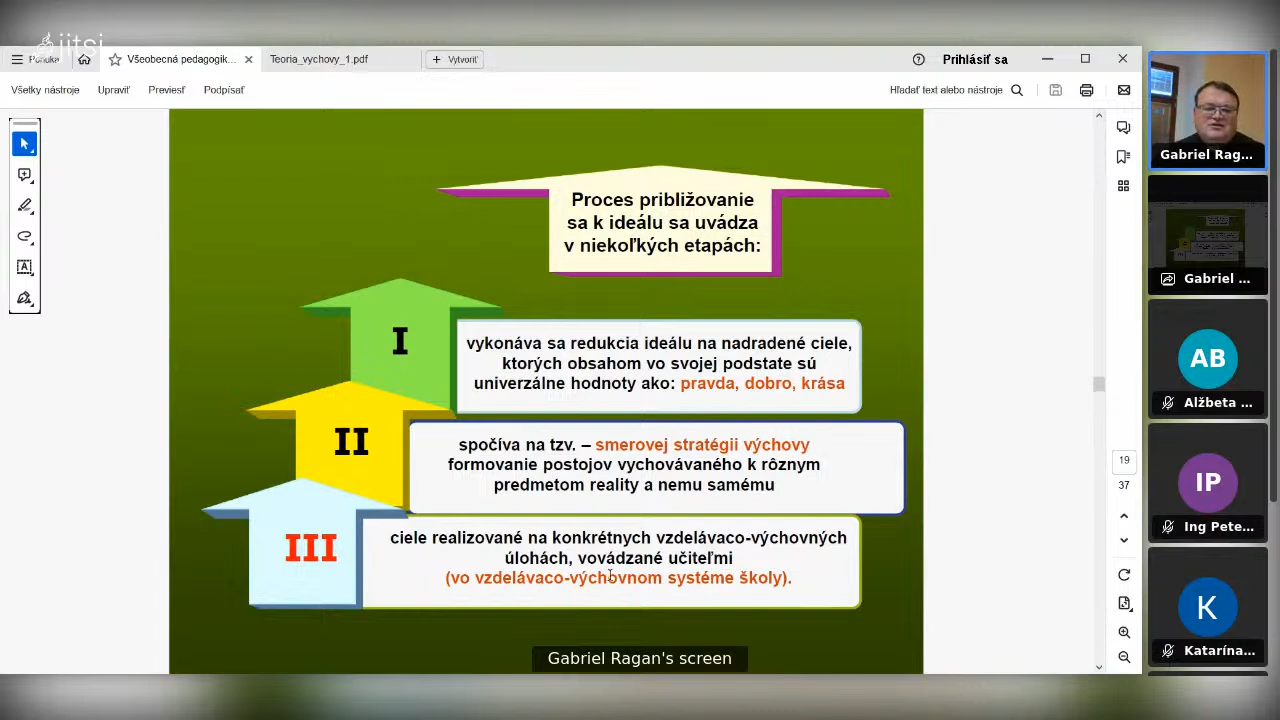 jitsi
Ponuka
Všeobecná pedagogik...
Teoria_vychovy_1.pdf
Vytvoriť
Prihlásiť sa
Všetky nástroje
Upraviť
Previesť
Podpísať
Hľadať text alebo nástroje
Proces približovanie
sa k ideálu sa uvádza
v niekoľkých etapách:
I
vykonáva sa redukcia ideálu na nadradené ciele,
ktorých obsahom vo svojej podstate sú
univerzálne hodnoty ako: pravda, dobro, krása
II
spočíva na tzv. – smerovej stratégii výchovy
formovanie postojov vychovávaného k rôznym
predmetom reality a nemu samému
III
ciele realizované na konkrétnych vzdelávaco-výchovných
úlohách, vovádzané učiteľmi
(vo vzdelávaco-výchovnom systéme školy).
19
37
Gabriel Ragan's screen
Gabriel Rag...
Gabriel ...
AB
Alžbeta ...
IP
Ing Pete...
K
Katarína...